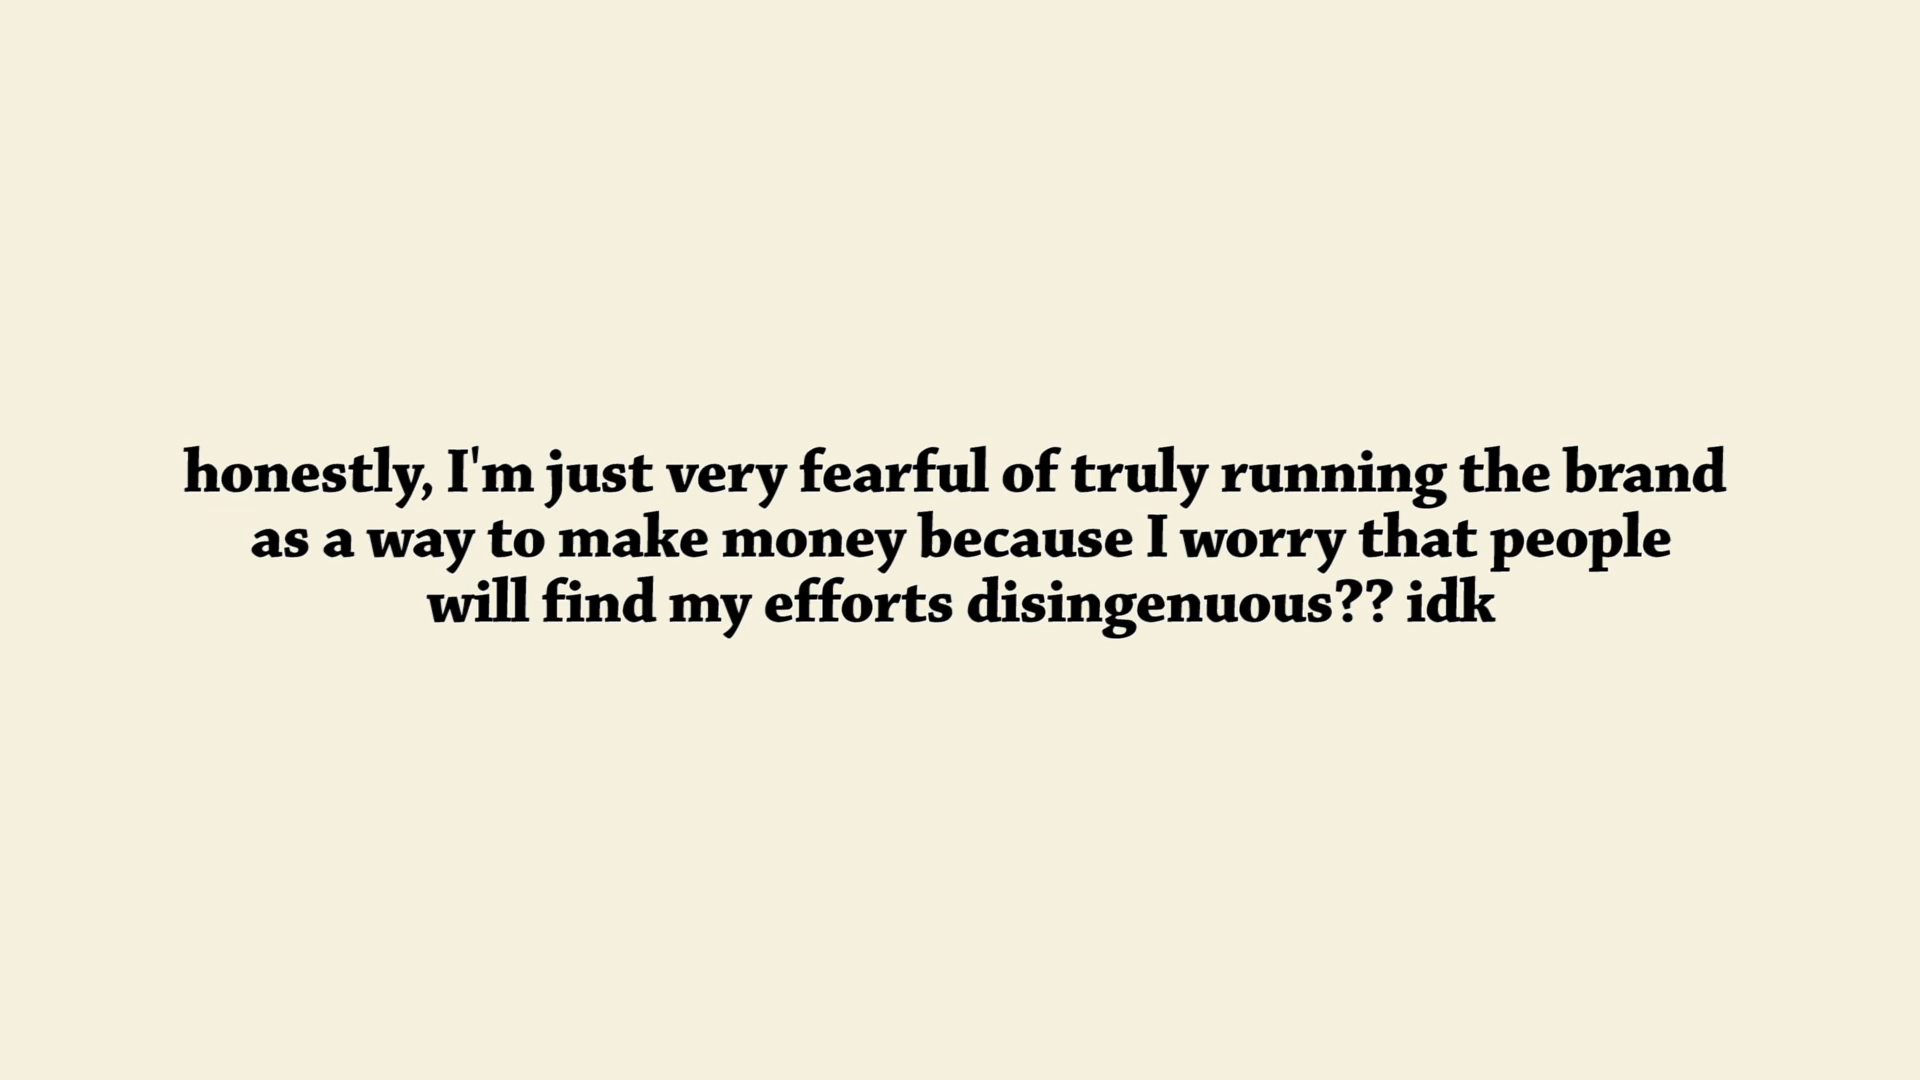 honestly, I'm just very fearful of truly running the brand
as a way to make money because I worry that people
will find my efforts disingenuous?? idk